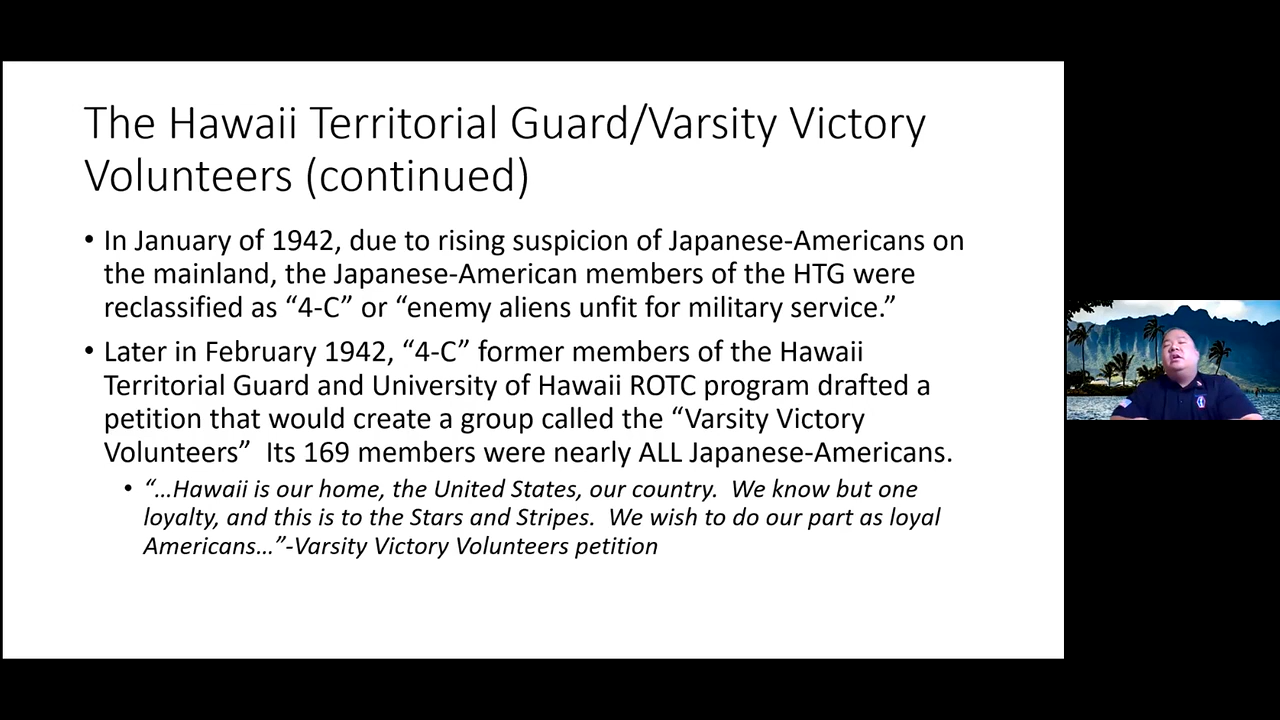 The Hawaii Territorial Guard/Varsity Victory
Volunteers (continued)
• In January of 1942, due to rising suspicion of Japanese-Americans on
the mainland, the Japanese-American members of the HTG were
reclassified as “4-C” or “enemy aliens unfit for military service.”
• Later in February 1942, “4-C” former members of the Hawaii
Territorial Guard and University of Hawaii ROTC program drafted a
petition that would create a group called the “Varsity Victory
Volunteers”  Its 169 members were nearly ALL Japanese-Americans.
• “…Hawaii is our home, the United States, our country.  We know but one
loyalty, and this is to the Stars and Stripes.  We wish to do our part as loyal
Americans…”-Varsity Victory Volunteers petition